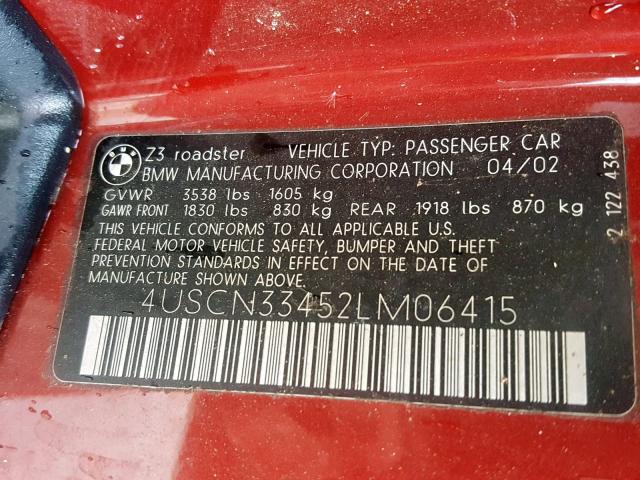 BMW
Z3 roadster VEHICLE TYP: PASSENGER CAR
BMW MANUFACTURING CORPORATION 04/02
GVWR 3538 lbs 1605 kg
GAWR FRONT 1830 lbs 830 kg REAR 1918 lbs 870 kg
THIS VEHICLE CONFORMS TO ALL APPLICABLE U.S.
FEDERAL MOTOR VEHICLE SAFETY, BUMPER AND THEFT
PREVENTION STANDARDS IN EFFECT ON THE DATE OF
MANUFACTURE SHOWN ABOVE.
4USCN33452LM06415
2 122 438